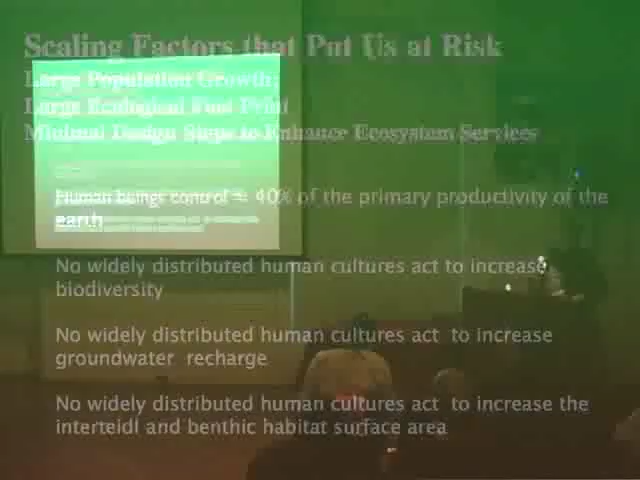 Scaling Factors that Put Us at Risk
Large Population Growth
Large Ecological Foot Print
Minimal Design Steps to Enhance Ecosystem Services
Human beings control ≈ 40% of the primary productivity of the
earth
No widely distributed human cultures act to increase
biodiversity
No widely distributed human cultures act to increase
groundwater recharge
No widely distributed human cultures act to increase the
interteidl and benthic habitat surface area